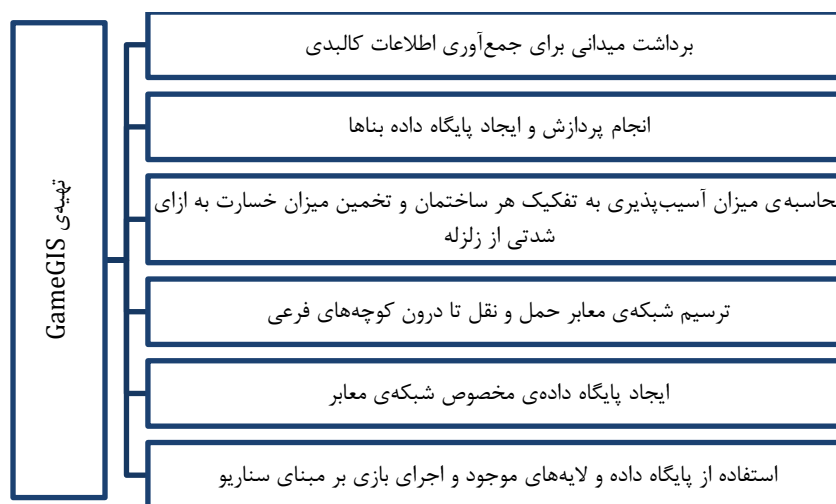 تهیه‌ی GameGIS
برداشت میدانی برای جمع‌آوری اطلاعات کالبدی
انجام پردازش و ایجاد پایگاه داده بناها
محاسبه‌ی میزان آسیب‌پذیری به تفکیک هر ساختمان و تخمین میزان خسارت به ازای
شدتی از زلزله
ترسیم شبکه‌ی معابر حمل و نقل تا درون کوچه‌های فرعی
ایجاد پایگاه داده‌ی مخصوص شبکه‌ی معابر
استفاده از پایگاه داده و لایه‌های موجود و اجرای بازی بر مبنای سناریو